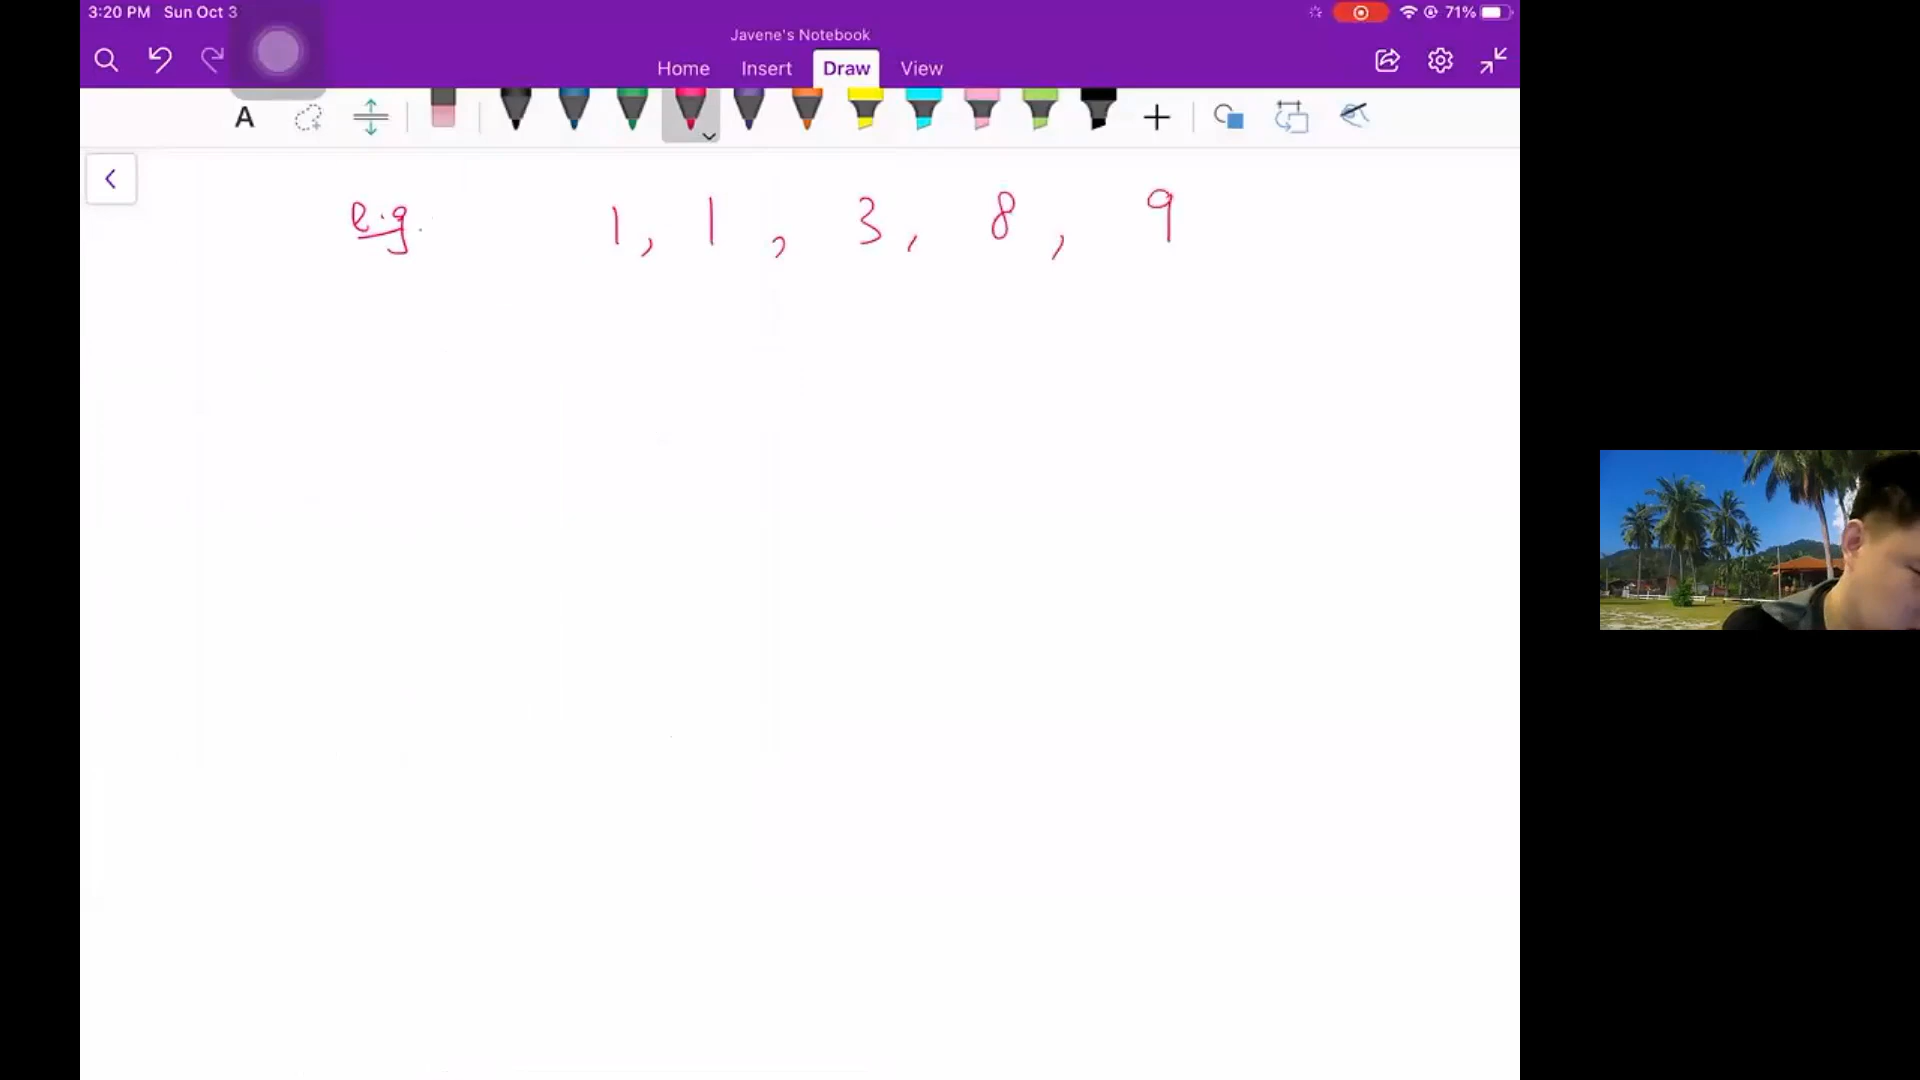 3:20 PM Sun Oct 3
71%
Javene's Notebook
Home Insert Draw View
A
e.g. 1, 1, 3, 8, 9